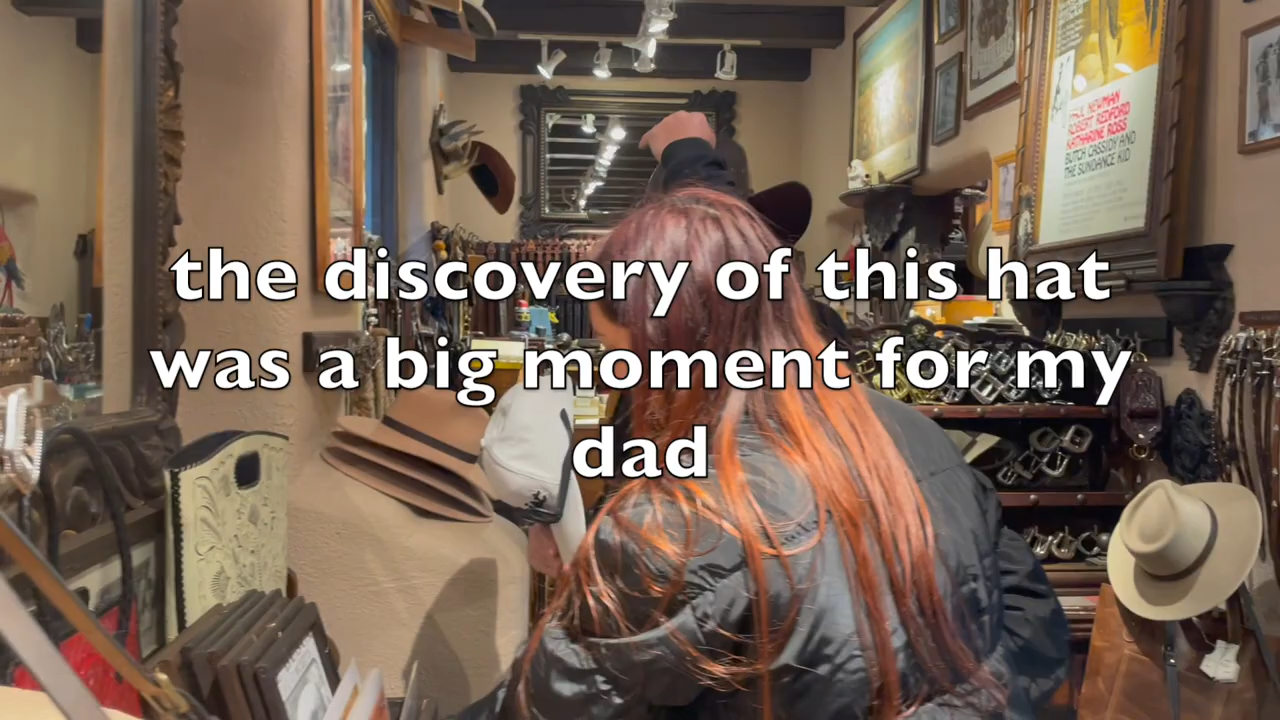 PAUL NEWMAN
ROBERT REDFORD
KATHARINE ROSS
BUTCH CASSIDY AND
THE SUNDANCE KID
the discovery of this hat
was a big moment for my
dad